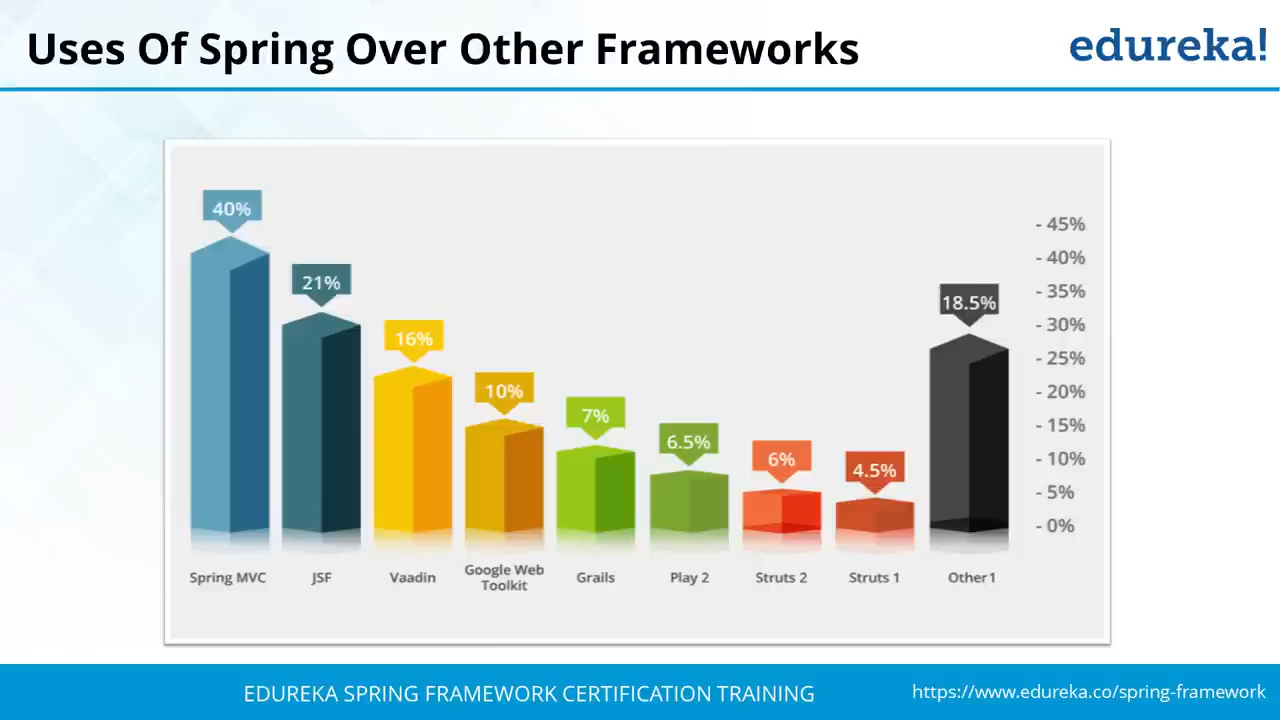 Uses Of Spring Over Other Frameworks
edureka!
40%
21%
16%
10%
7%
6.5%
6%
4.5%
18.5%
- 45%
- 40%
- 35%
- 30%
- 25%
- 20%
- 15%
- 10%
- 5%
- 0%
Spring MVC
JSF
Vaadin
Google Web
Toolkit
Grails
Play 2
Struts 2
Struts 1
Other1
EDUREKA SPRING FRAMEWORK CERTIFICATION TRAINING
https://www.edureka.co/spring-framework